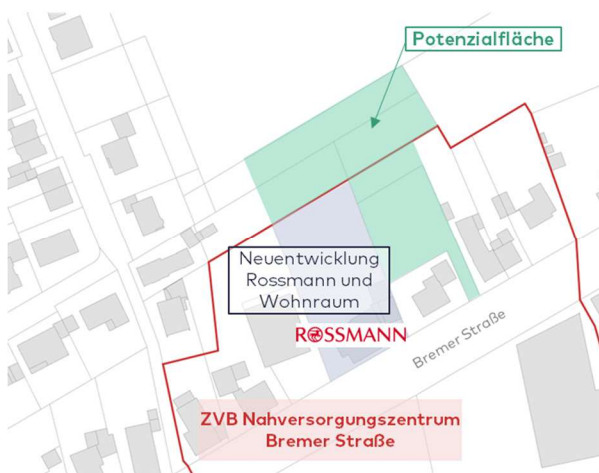 Potenzialfläche
Neuentwicklung
Rossmann und
Wohnraum
ROSSMANN
Bremer Straße
ZVB Nahversorgungszentrum
Bremer Straße